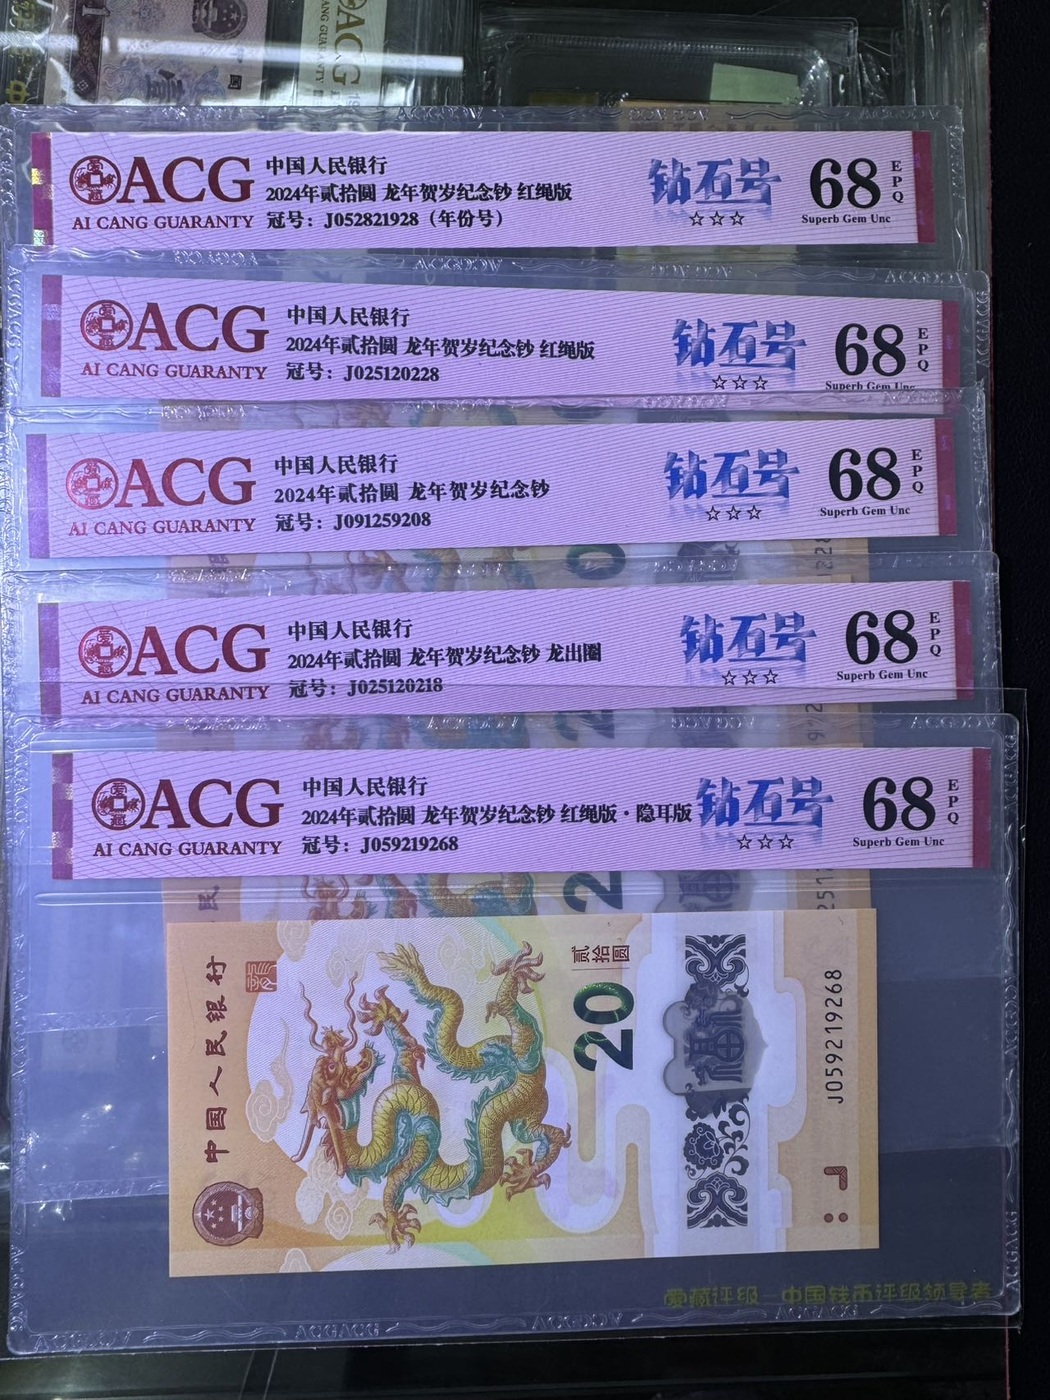 ACG
AI CANG GUARANTY
中国人民银行
2024年贰拾圆 龙年贺岁纪念钞 红绳版
冠号：J052821928（年份号）
钻石号
☆☆☆
68
EPQ
Superb Gem Unc
ACG
AI CANG GUARANTY
中国人民银行
2024年贰拾圆 龙年贺岁纪念钞 红绳版
冠号：J025120228
钻石号
☆☆☆
68
EPQ
Superb Gem Unc
ACG
AI CANG GUARANTY
中国人民银行
2024年贰拾圆 龙年贺岁纪念钞
冠号：J091259208
钻石号
☆☆☆
68
EPQ
Superb Gem Unc
ACG
AI CANG GUARANTY
中国人民银行
2024年贰拾圆 龙年贺岁纪念钞 龙出圈
冠号：J025120218
钻石号
☆☆☆
68
EPQ
Superb Gem Unc
ACG
AI CANG GUARANTY
中国人民银行
2024年贰拾圆 龙年贺岁纪念钞 红绳版·隐耳版
冠号：J059219268
钻石号
☆☆☆
68
EPQ
Superb Gem Unc
中国人民银行
贰拾圆
20
J059219268
爱藏评级 中国钱币评级领导者